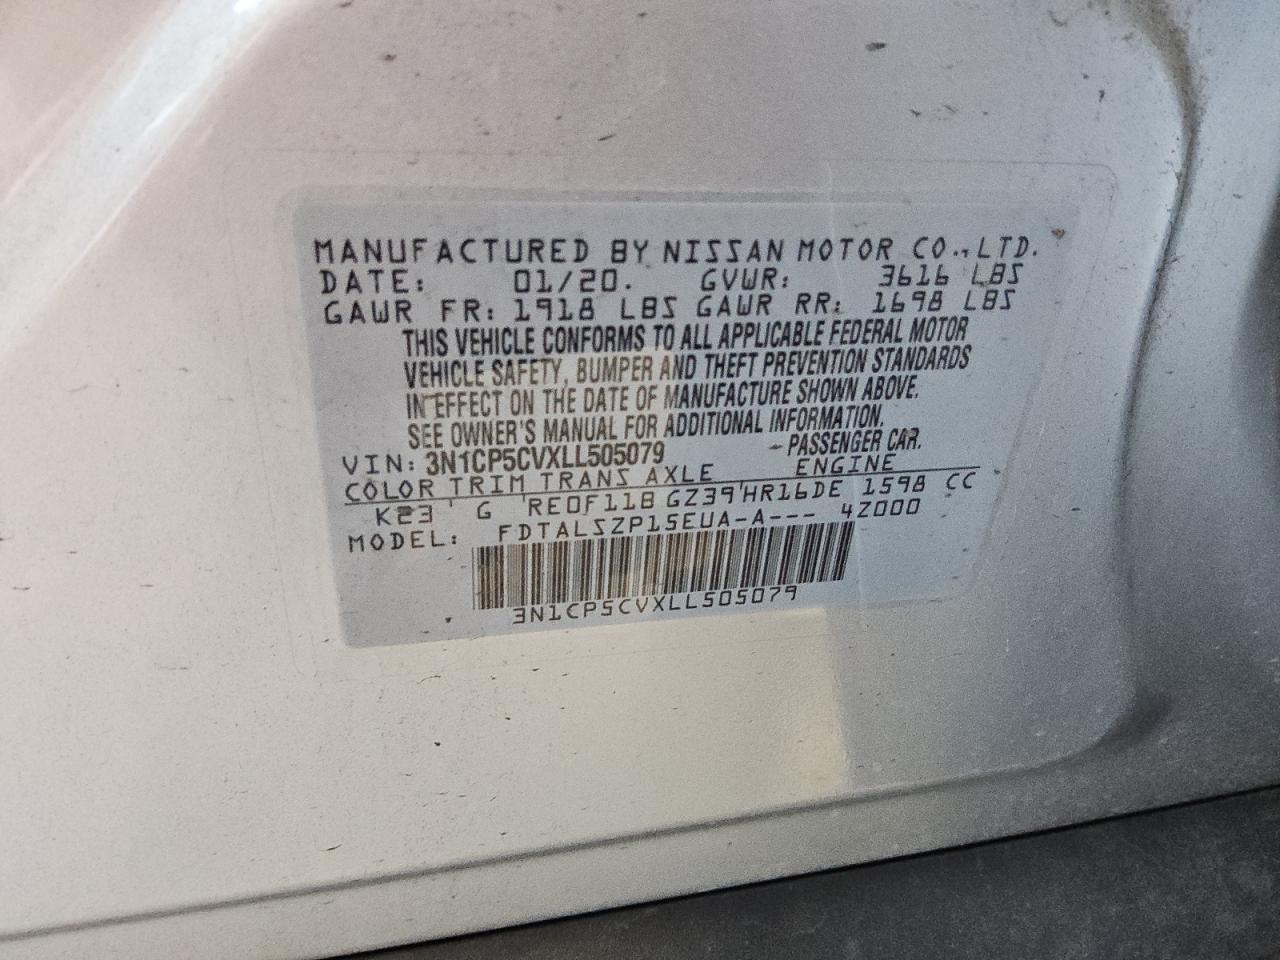 MANUFACTURED BY NISSAN MOTOR CO., LTD.
DATE: 01/20. GVWR: 3616 LBS
GAWR FR: 1918 LBS GAWR RR: 1698 LBS
THIS VEHICLE CONFORMS TO ALL APPLICABLE FEDERAL MOTOR
VEHICLE SAFETY, BUMPER AND THEFT PREVENTION STANDARDS
IN EFFECT ON THE DATE OF MANUFACTURE SHOWN ABOVE.
SEE OWNER'S MANUAL FOR ADDITIONAL INFORMATION.
VIN: 3N1CP5CVXLL505079 - PASSENGER CAR.
COLOR TRIM TRANS AXLE ENGINE
K23 G RE0F11B GZ39 HR16DE 1598 CC
MODEL: FDTALSZP15EUA-A--- 4Z000
3N1CP5CVXLL505079